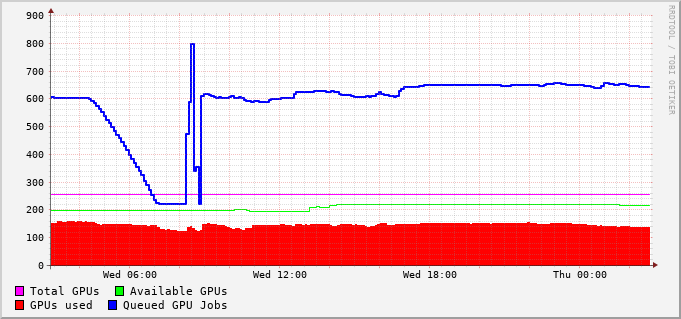 900
800
700
600
500
400
300
200
100
0
Wed 06:00 Wed 12:00 Wed 18:00 Thu 00:00
Total GPUs Available GPUs
GPUs used Queued GPU Jobs
RRDTOOL / TOBI OETIKER